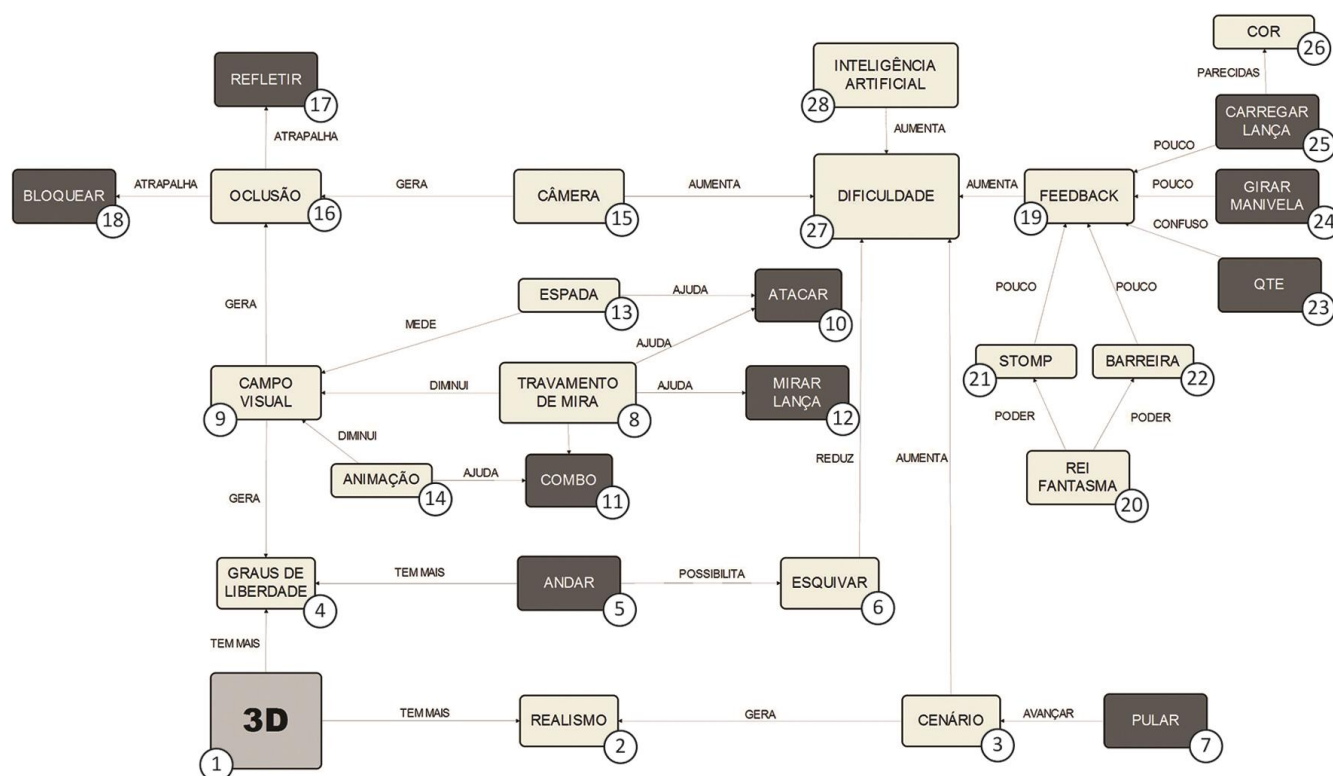 COR
26
PARECIDAS
REFLETIR
17
INTELIGÊNCIA
ARTIFICIAL
28
CARREGAR
LANÇA
25
ATRAPALHA
AUMENTA
POUCO
BLOQUEAR
18
ATRAPALHA
OCLUSÃO
16
GERA
CÂMERA
15
AUMENTA
DIFICULDADE
27
AUMENTA
FEEDBACK
19
POUCO
GIRAR
MANIVELA
24
CONFUSO
QTE
23
GERA
ESPADA
13
AJUDA
ATACAR
10
POUCO
POUCO
MEDE
AJUDA
STOMP
21
BARREIRA
22
CAMPO
VISUAL
9
DIMINUI
TRAVAMENTO
DE MIRA
8
AJUDA
MIRAR
LANÇA
12
PODER
PODER
DIMINUI
REDUZ
AUMENTA
ANIMAÇÃO
14
AJUDA
COMBO
11
REI
FANTASMA
20
GERA
GRAUS DE
LIBERDADE
4
TEM MAIS
ANDAR
5
POSSIBILITA
ESQUIVAR
6
TEM MAIS
3D
1
TEM MAIS
REALISMO
2
GERA
CENÁRIO
3
AVANÇAR
PULAR
7